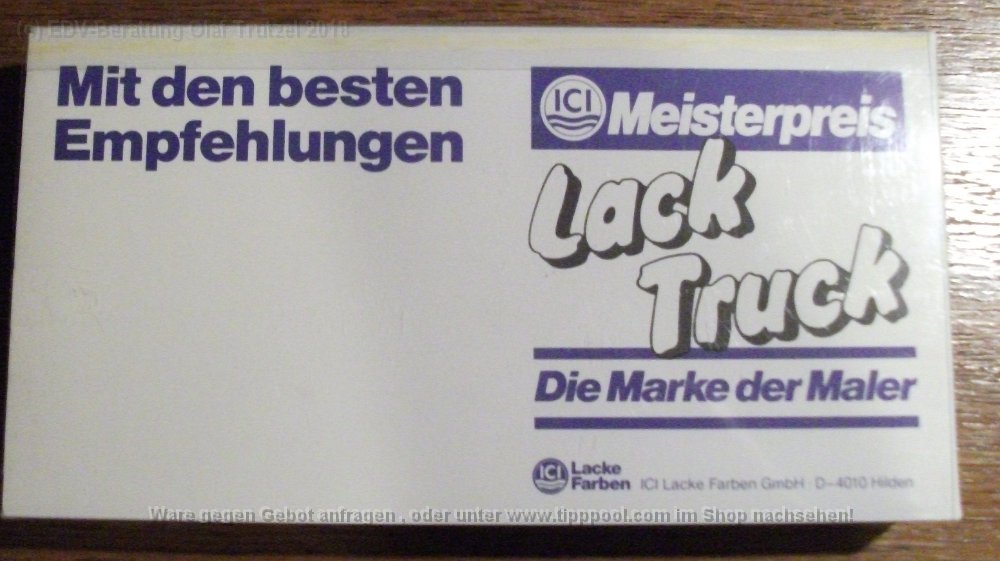 (c) EDV-Beratung Olaf Trutzel 2018
Mit den besten
Empfehlungen
ICI Meisterpreis
Lack
Truck
Die Marke der Maler
ICI Lacke
Farben ICI Lacke Farben GmbH · D-4010 Hilden
Ware gegen Gebot anfragen , oder unter www.tipppool.com im Shop nachsehen!